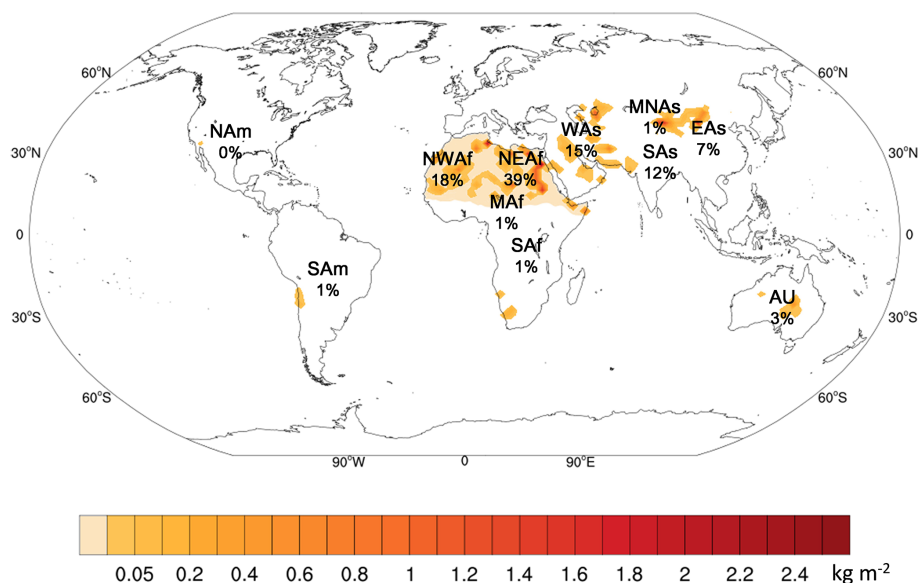 60°N
60°N
NAm
0%
WAs
15%
MNAs
1%
EAs
7%
30°N
NWAf
18%
NEAf
39%
SAs
12%
30°N
MAf
1%
0
SAf
1%
0
SAm
1%
AU
3%
30°S
30°S
60°S
60°S
90°W
0
90°E
0.05 0.2 0.4 0.6 0.8 1 1.2 1.4 1.6 1.8 2 2.2 2.4 kg m⁻²